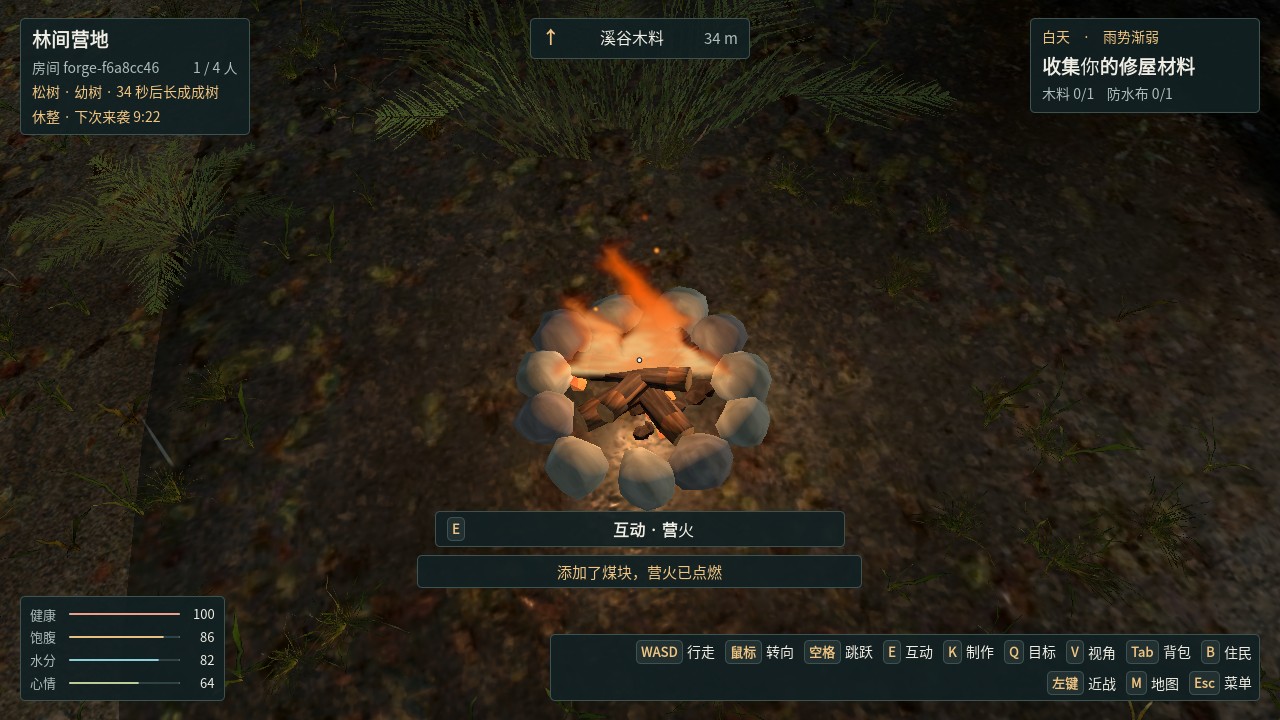 林间营地
房间 forge-f6a8cc46 1 / 4 人
松树 · 幼树 · 34 秒后长成成树
休整 · 下次来袭 9:22
↑ 溪谷木料 34 m
白天 · 雨势渐弱
收集你的修屋材料
木料 0/1 防水布 0/1
E 互动 · 营火
添加了煤块，营火已点燃
健康 100
饱腹 86
水分 82
心情 64
WASD 行走 鼠标 转向 空格 跳跃 E 互动 K 制作 Q 目标 V 视角 Tab 背包 B 住民
左键 近战 M 地图 Esc 菜单